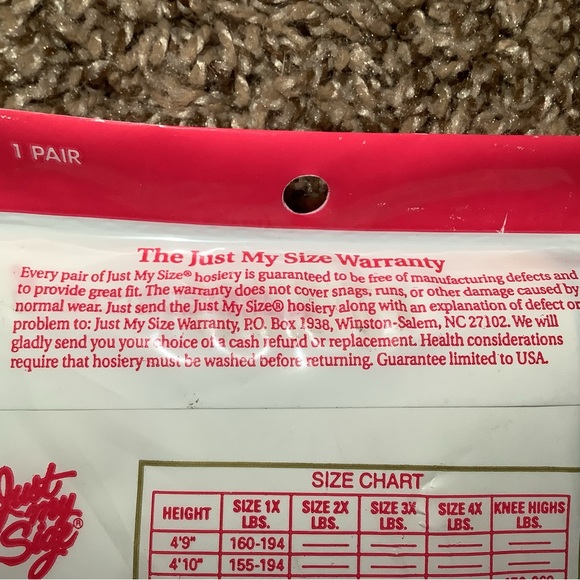 1 PAIR
The Just My Size Warranty
Every pair of Just My Size® hosiery is guaranteed to be free of manufacturing defects and
to provide great fit. The warranty does not cover snags, runs, or other damage caused by
normal wear. Just send the Just My Size® hosiery along with an explanation of defect or
problem to: Just My Size Warranty, P.O. Box 1938, Winston-Salem, NC 27102. We will
gladly send you your choice of a cash refund or replacement. Health considerations
require that hosiery must be washed before returning. Guarantee limited to USA.
Just
My
Size®
SIZE CHART
HEIGHT SIZE 1X LBS. SIZE 2X LBS. SIZE 3X LBS. SIZE 4X LBS. KNEE HIGHS LBS.
4'9" 160-194 — — — —
4'10" 155-194 — — — —